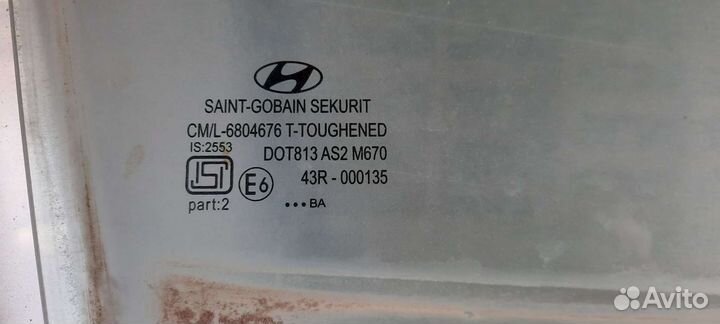 SAINT-GOBAIN SEKURIT
CM/L-6804676 T-TOUGHENED
IS:2553 DOT813 AS2 M670
ISI E6 43R - 000135
part:2 •••BA
Avito